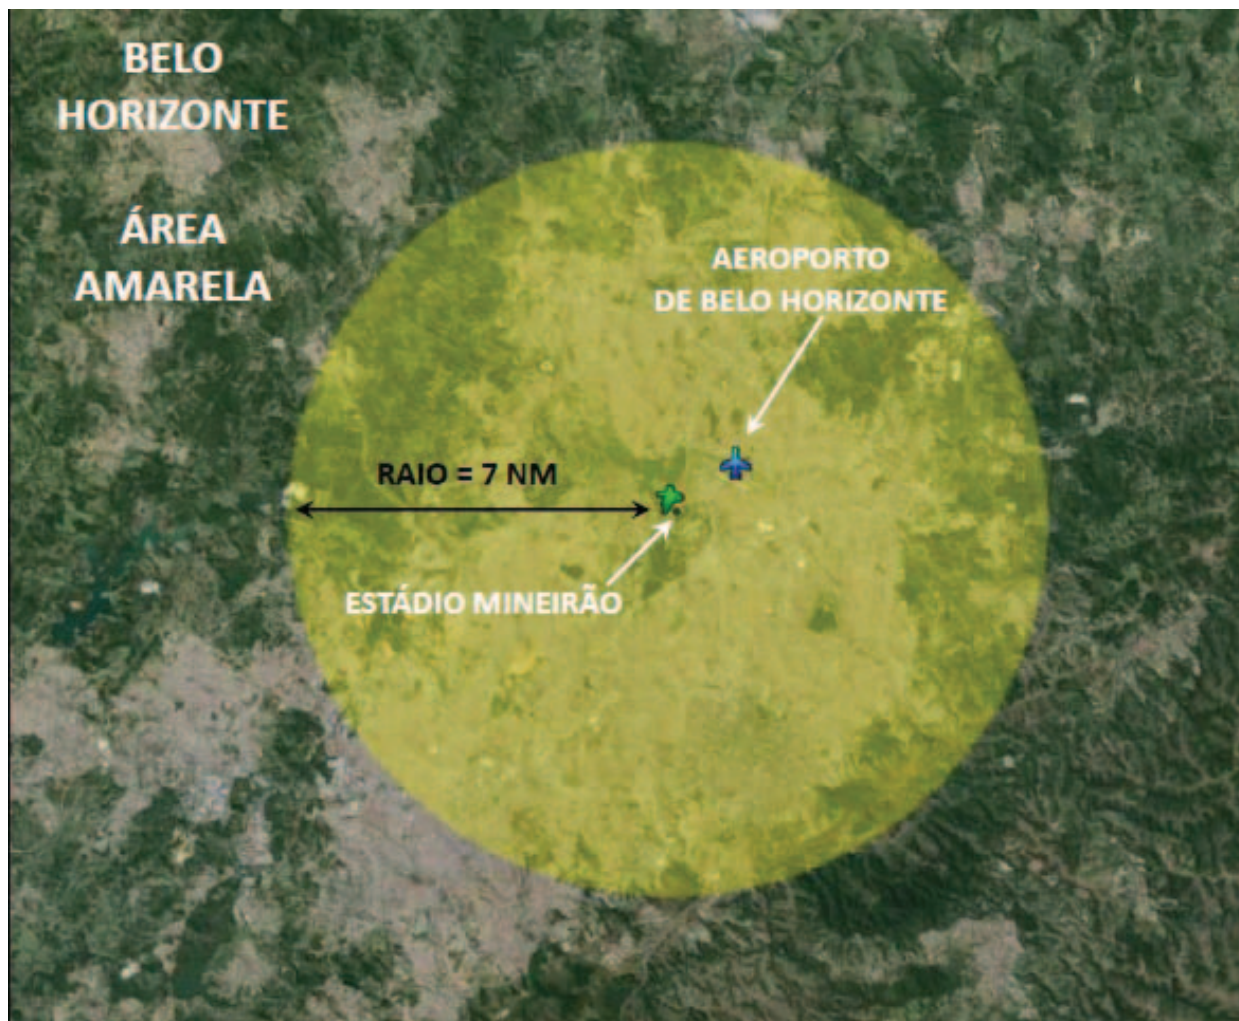 BELO
HORIZONTE
ÁREA
AMARELA
AEROPORTO
DE BELO HORIZONTE
RAIO = 7 NM
ESTÁDIO MINEIRÃO